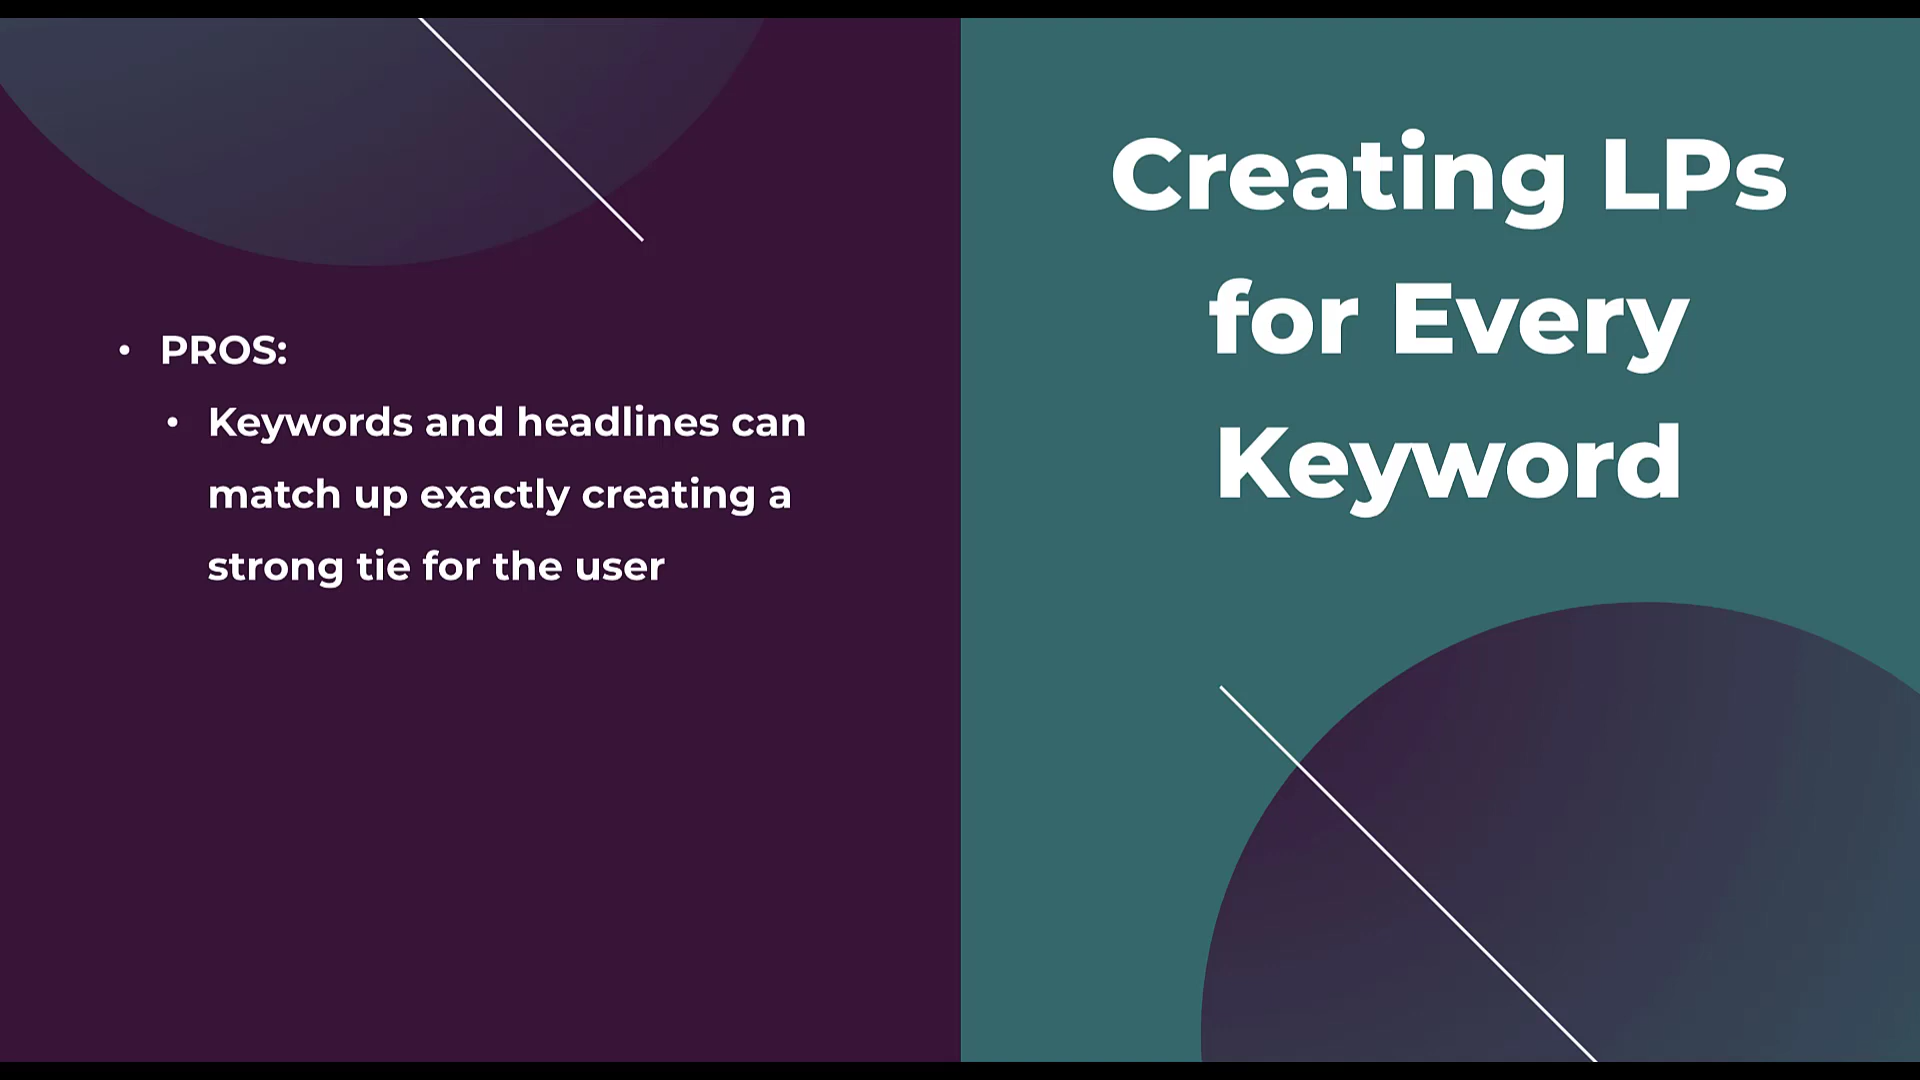 • PROS:
• Keywords and headlines can
match up exactly creating a
strong tie for the user
Creating LPs
for Every
Keyword